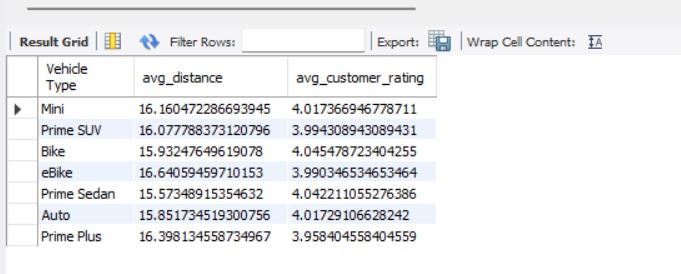 Result Grid Filter Rows: Export: Wrap Cell Content: IA
Vehicle Type avg_distance avg_customer_rating
Mini 16.160472286693945 4.017366946778711
Prime SUV 16.077788373120796 3.994308943089431
Bike 15.93247649619078 4.045478723404255
eBike 16.64059459710153 3.990346534653464
Prime Sedan 15.57348915354632 4.042211055276386
Auto 15.851734519300756 4.01729106628242
Prime Plus 16.398134558734967 3.958404558404559